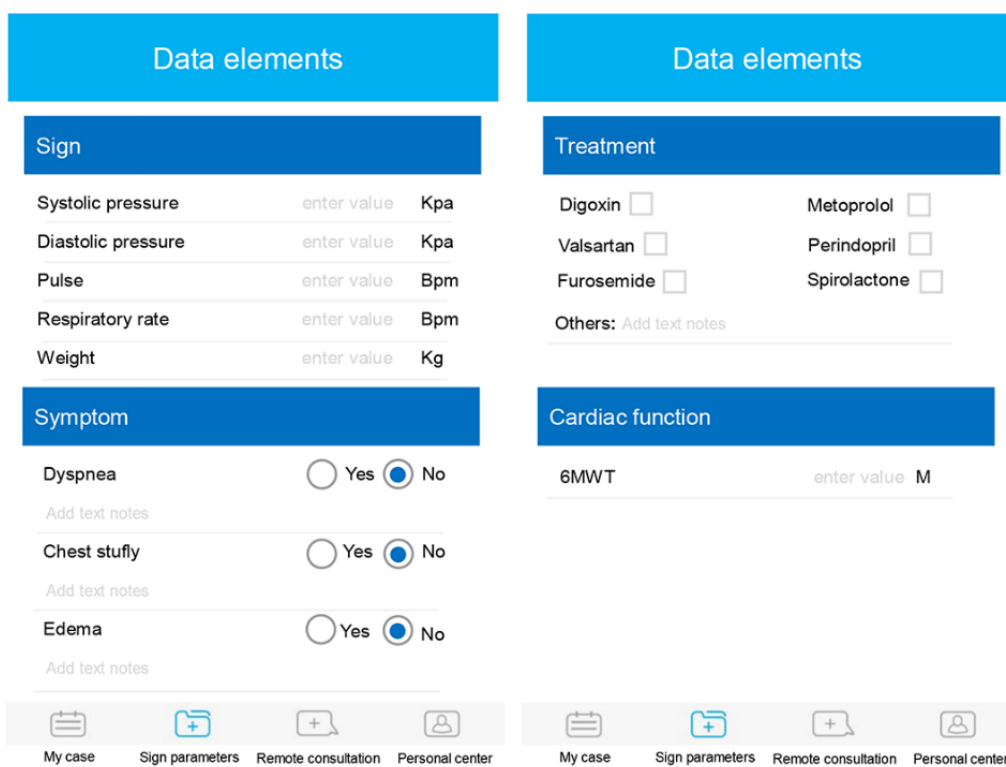 Data elements
Sign
Systolic pressure enter value Kpa
Diastolic pressure enter value Kpa
Pulse enter value Bpm
Respiratory rate enter value Bpm
Weight enter value Kg
Symptom
Dyspnea Yes No
Add text notes
Chest stufly Yes No
Add text notes
Edema Yes No
Add text notes
My case Sign parameters Remote consultation Personal center
Data elements
Treatment
Digoxin Metoprolol
Valsartan Perindopril
Furosemide Spirolactone
Others: Add text notes
Cardiac function
6MWT enter value M
My case Sign parameters Remote consultation Personal center